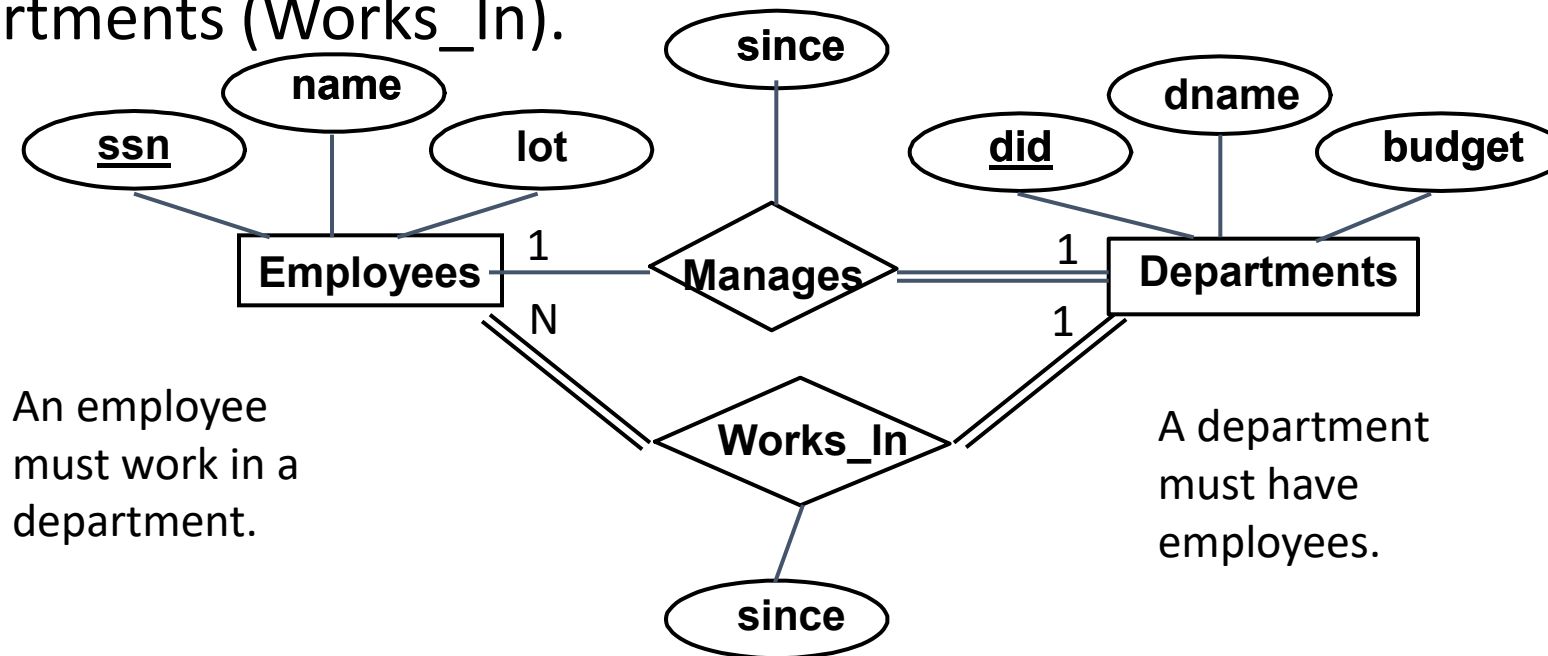 rtments (Works_In).
since
name
dname
ssn
lot
did
budget
1
1
Employees
Manages
Departments
N
1
An employee
must work in a
department.
Works_In
A department
must have
employees.
since